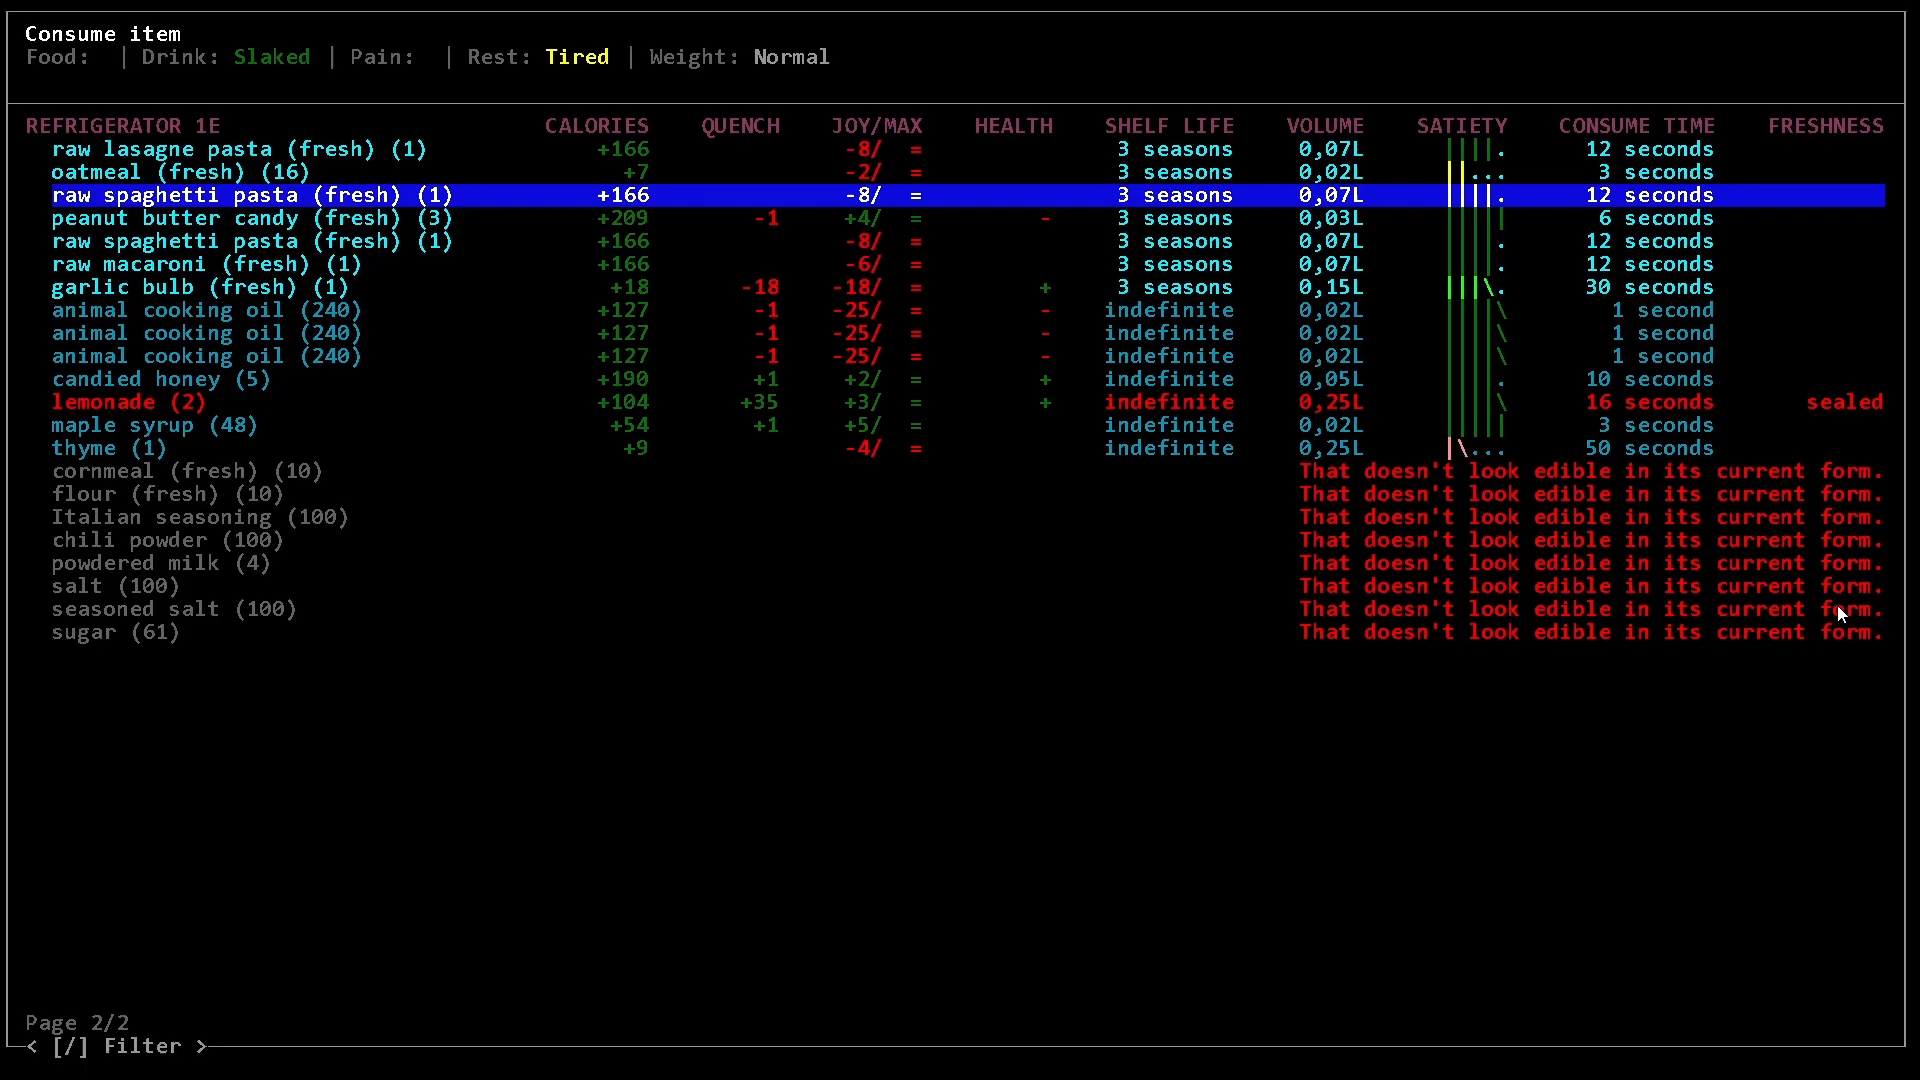 Consume item
Food:  | Drink: Slaked | Pain:  | Rest: Tired | Weight: Normal
REFRIGERATOR 1E CALORIES QUENCH JOY/MAX HEALTH SHELF LIFE VOLUME SATIETY CONSUME TIME FRESHNESS
raw lasagne pasta (fresh) (1) +166 -8/ = 3 seasons 0,07L ||||. 12 seconds
oatmeal (fresh) (16) +7 -2/ = 3 seasons 0,02L ||... 3 seconds
raw spaghetti pasta (fresh) (1) +166 -8/ = 3 seasons 0,07L ||||. 12 seconds
peanut butter candy (fresh) (3) +209 -1 +4/ = - 3 seasons 0,03L ||||| 6 seconds
raw spaghetti pasta (fresh) (1) +166 -8/ = 3 seasons 0,07L ||||. 12 seconds
raw macaroni (fresh) (1) +166 -6/ = 3 seasons 0,07L ||||. 12 seconds
garlic bulb (fresh) (1) +18 -18 -18/ = + 3 seasons 0,15L |||\. 30 seconds
animal cooking oil (240) +127 -1 -25/ = - indefinite 0,02L ||||\ 1 second
animal cooking oil (240) +127 -1 -25/ = - indefinite 0,02L ||||\ 1 second
animal cooking oil (240) +127 -1 -25/ = - indefinite 0,02L ||||\ 1 second
candied honey (5) +190 +1 +2/ = + indefinite 0,05L ||||. 10 seconds
lemonade (2) +104 +35 +3/ = + indefinite 0,25L ||||\ 16 seconds sealed
maple syrup (48) +54 +1 +5/ = indefinite 0,02L ||||| 3 seconds
thyme (1) +9 -4/ = indefinite 0,25L |\... 50 seconds
cornmeal (fresh) (10) That doesn't look edible in its current form.
flour (fresh) (10) That doesn't look edible in its current form.
Italian seasoning (100) That doesn't look edible in its current form.
chili powder (100) That doesn't look edible in its current form.
powdered milk (4) That doesn't look edible in its current form.
salt (100) That doesn't look edible in its current form.
seasoned salt (100) That doesn't look edible in its current form.
sugar (61) That doesn't look edible in its current form.
Page 2/2
< [/] Filter >